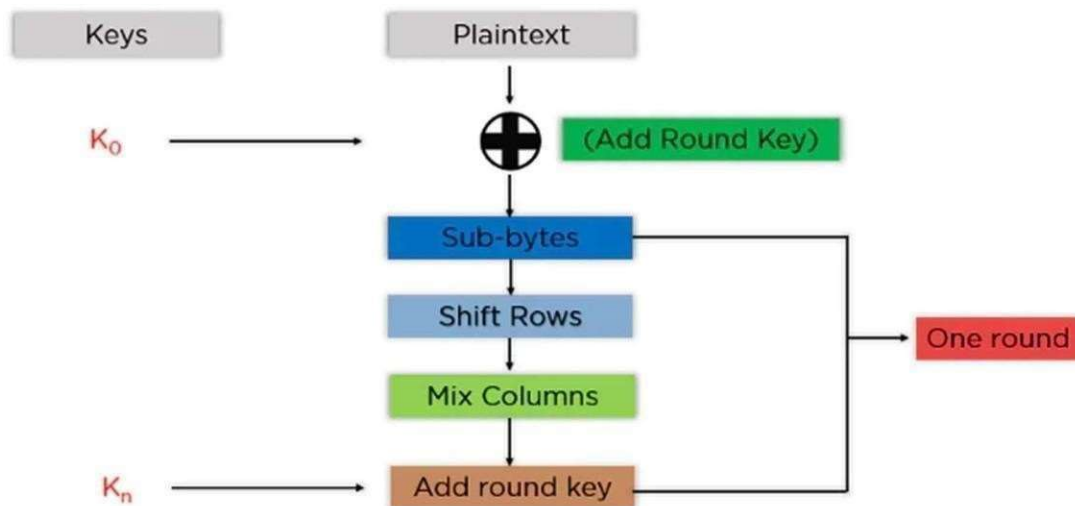 Keys
Plaintext
K₀
(Add Round Key)
Sub-bytes
Shift Rows
One round
Mix Columns
Kₙ
Add round key